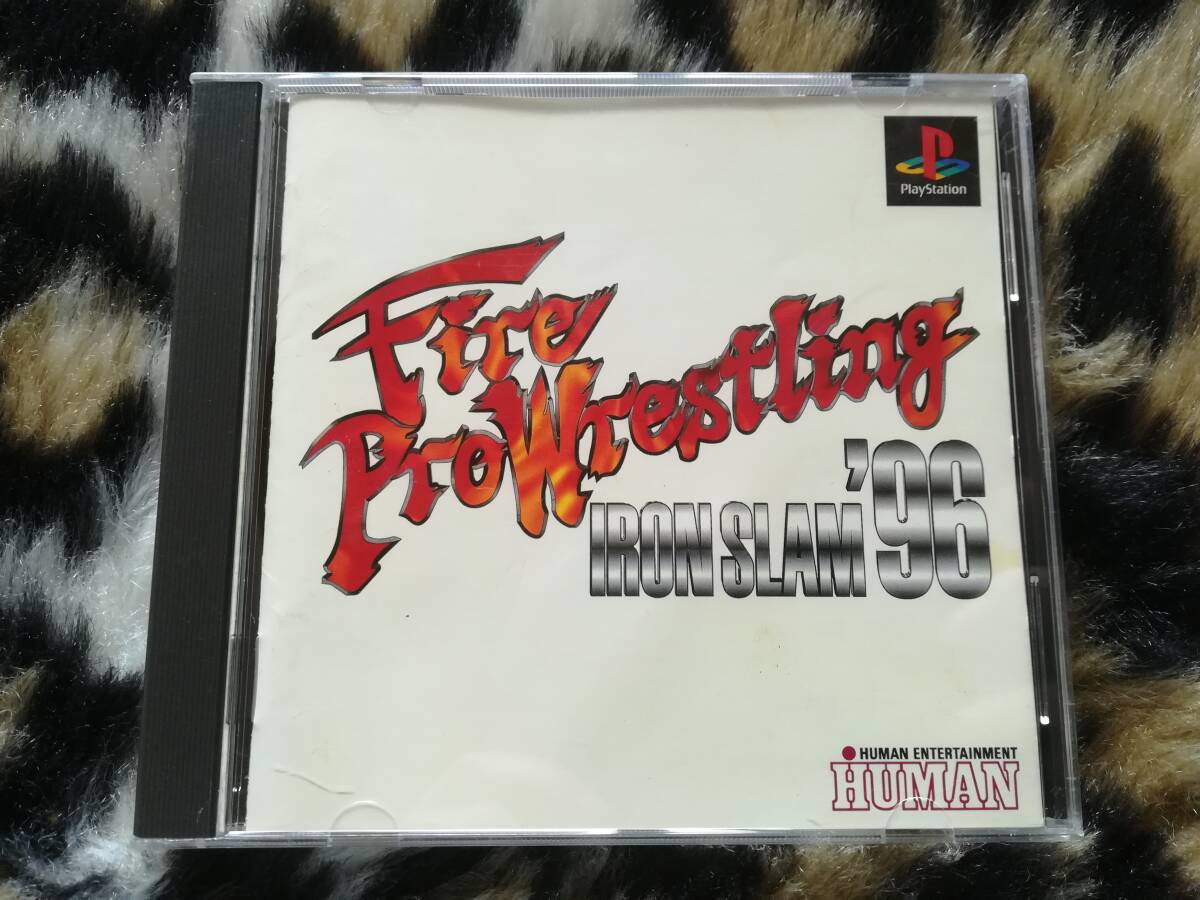 PlayStation
Fire
ProWrestling
IRON SLAM '96
HUMAN ENTERTAINMENT
HUMAN